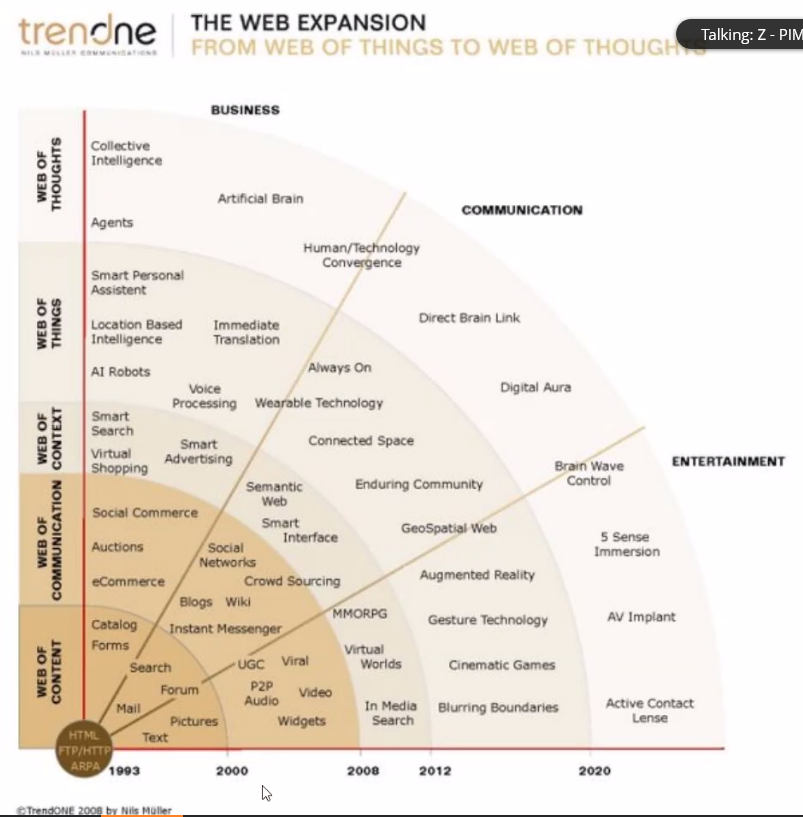 trendone
NILS MÜLLER COMMUNICATIONS
THE WEB EXPANSION
FROM WEB OF THINGS TO WEB OF THOUGHTS
Talking: Z - PIM
BUSINESS
COMMUNICATION
ENTERTAINMENT
WEB OF
THOUGHTS
Collective
Intelligence
Artificial Brain
Agents
Human/Technology
Convergence
Direct Brain Link
Digital Aura
Brain Wave
Control
5 Sense
Immersion
AV Implant
Active Contact
Lense
WEB OF
THINGS
Smart Personal
Assistent
Location Based
Intelligence
Immediate
Translation
AI Robots
Voice
Processing
Always On
Wearable Technology
Connected Space
Enduring Community
GeoSpatial Web
Augmented Reality
Gesture Technology
Cinematic Games
Blurring Boundaries
WEB OF
CONTEXT
Smart
Search
Virtual
Shopping
Smart
Advertising
Semantic
Web
Smart
Interface
MMORPG
Virtual
Worlds
In Media
Search
WEB OF
COMMUNICATION
Social Commerce
Auctions
eCommerce
Social
Networks
Crowd Sourcing
Blogs Wiki
Instant Messenger
UGC Viral
P2P
Audio
Video
Widgets
WEB OF
CONTENT
Catalog
Forms
Search
Forum
Mail
Pictures
Text
HTML
FTP/HTTP
ARPA
1993
2000
2008
2012
2020
©TrendONE 2008 by Nils Müller